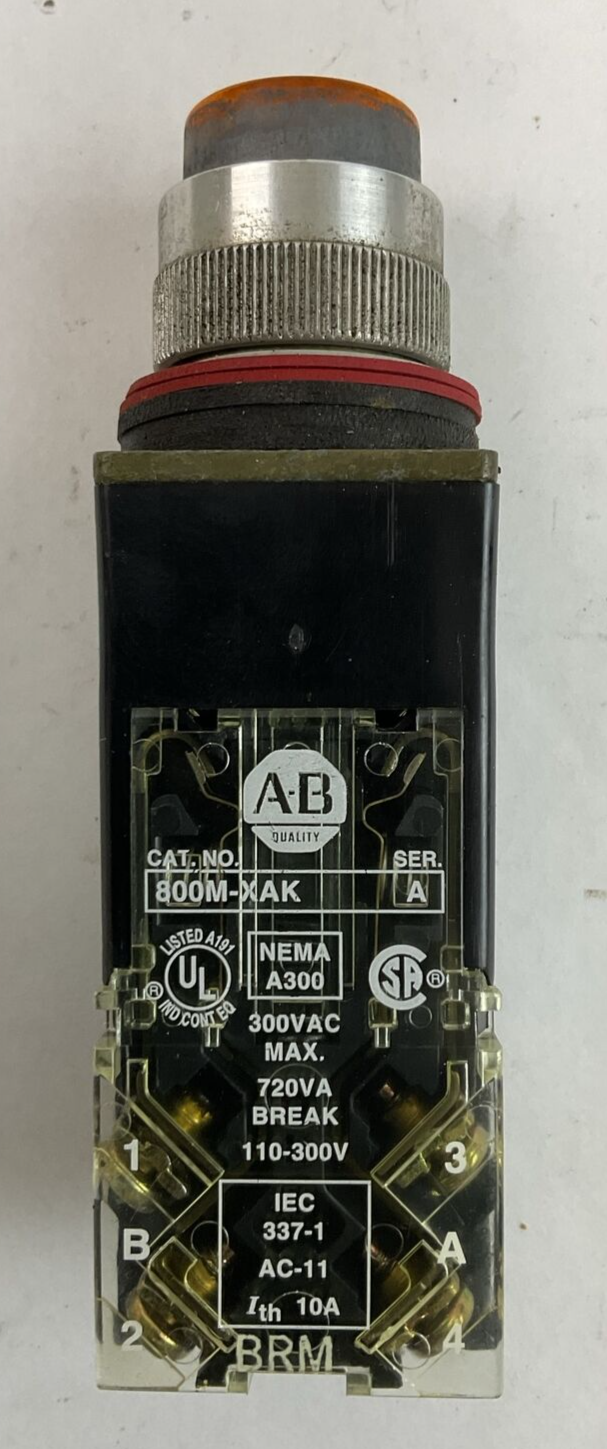 A-B
QUALITY
CAT. NO. SER.
800M-XAK A
LISTED A191
UL
®
IND.CONT.EQ
NEMA
A300
SA ®
300VAC
MAX.
720VA
BREAK
110-300V
1 3
IEC
337-1
B A
AC-11
Ith 10A
2 4
BRM